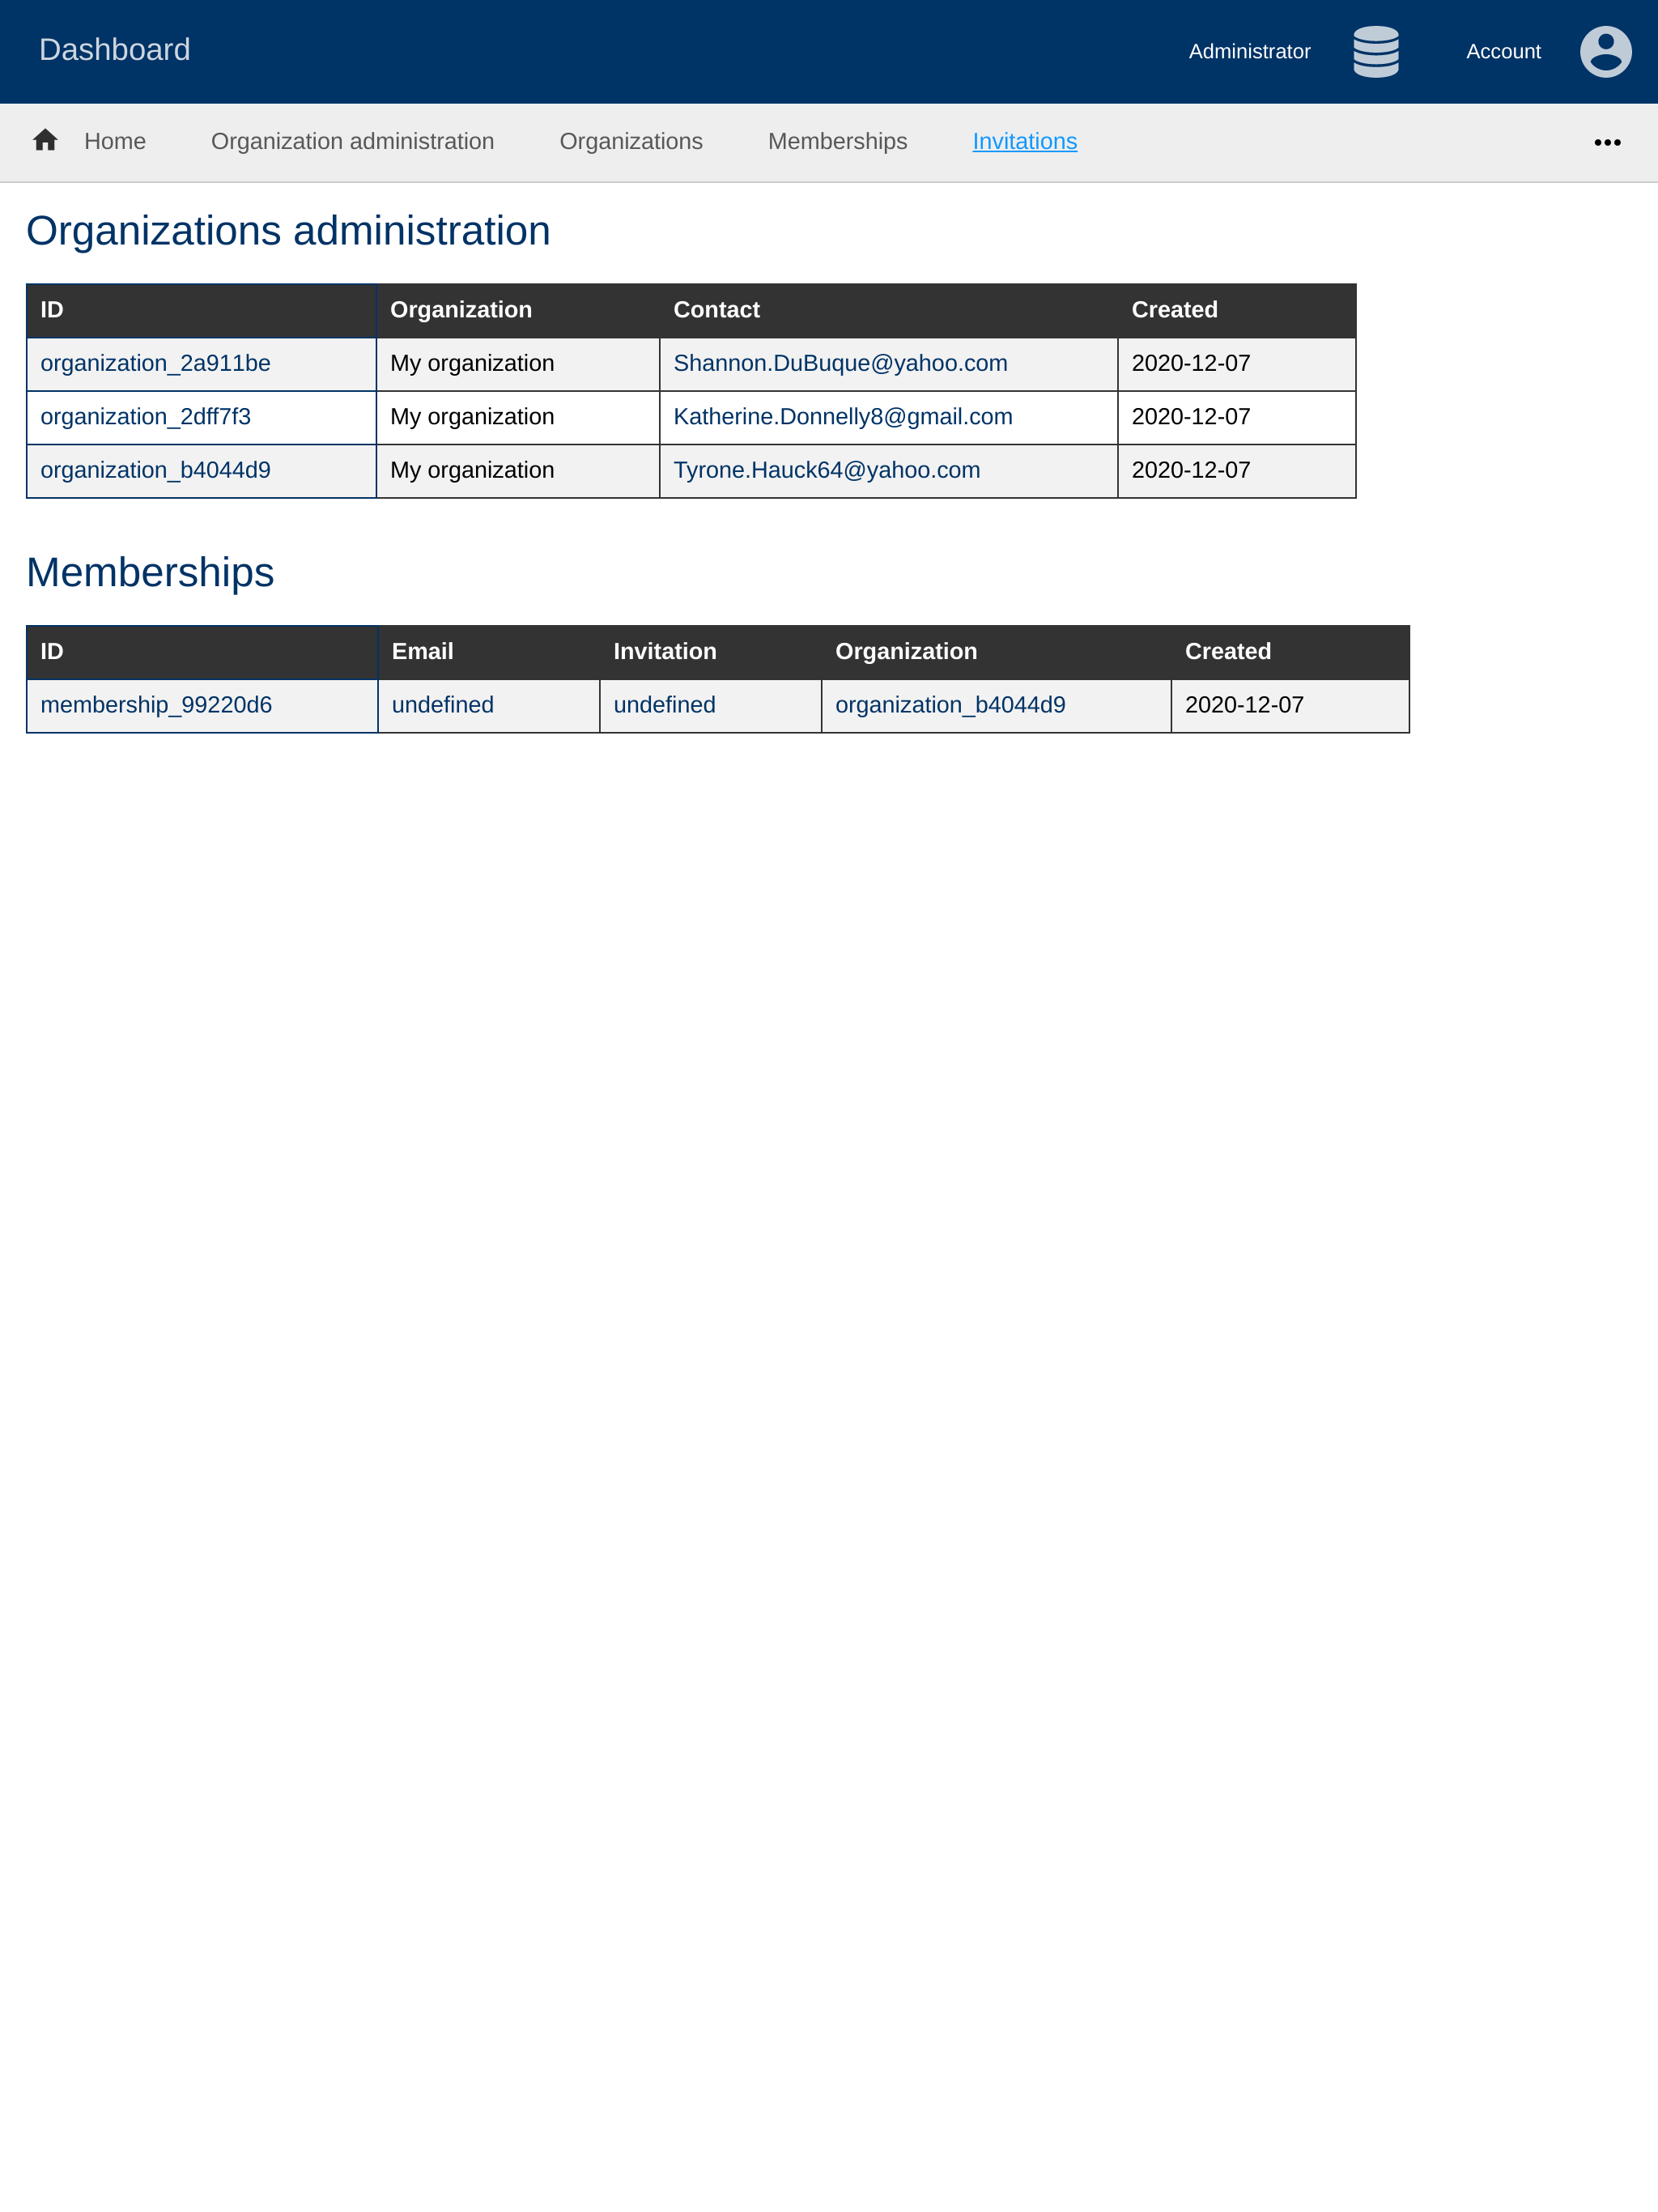 Dashboard Administrator Account
Home Organization administration Organizations Memberships Invitations
Organizations administration
ID Organization Contact Created
organization_2a911be My organization Shannon.DuBuque@yahoo.com 2020-12-07
organization_2dff7f3 My organization Katherine.Donnelly8@gmail.com 2020-12-07
organization_b4044d9 My organization Tyrone.Hauck64@yahoo.com 2020-12-07
Memberships
ID Email Invitation Organization Created
membership_99220d6 undefined undefined organization_b4044d9 2020-12-07